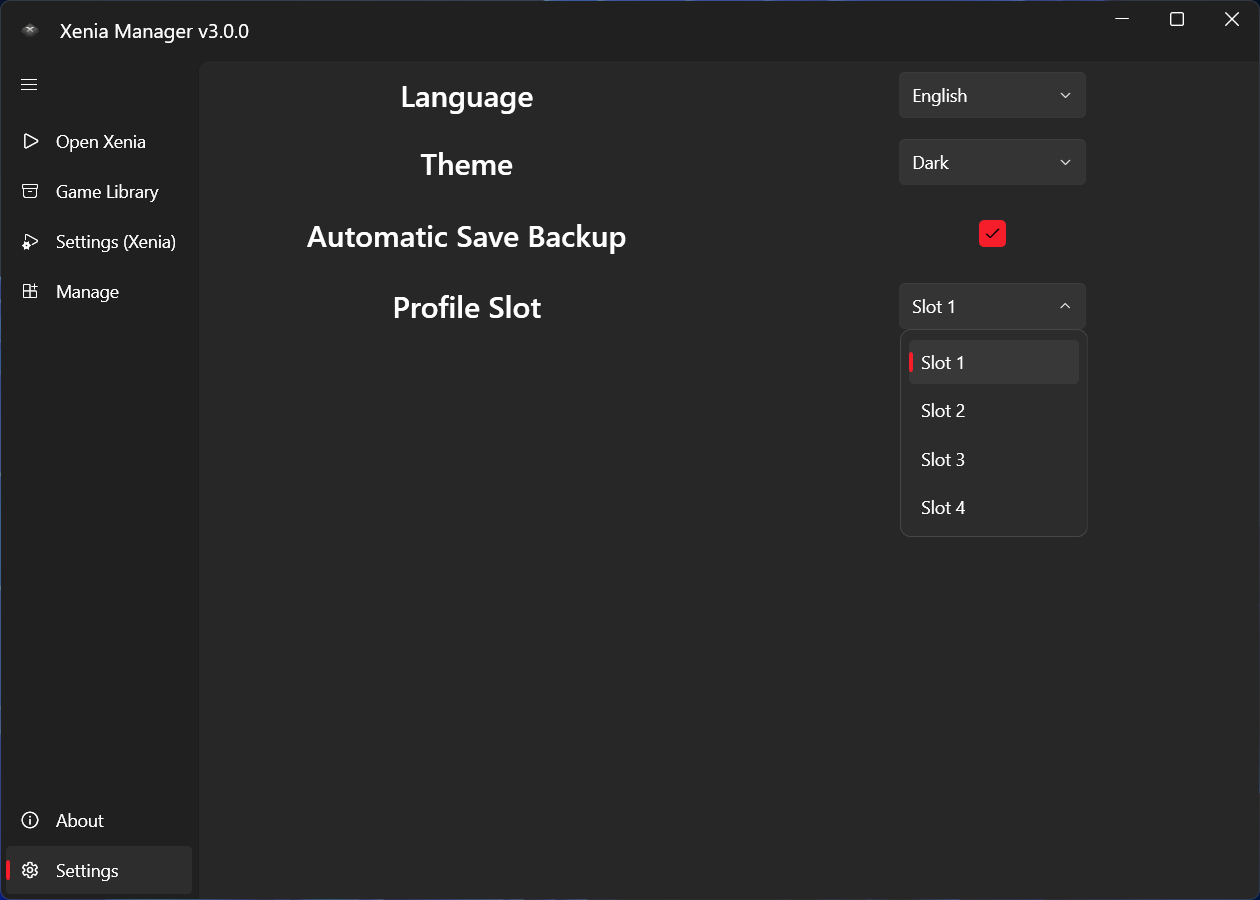 Xenia Manager v3.0.0
Open Xenia
Game Library
Settings (Xenia)
Manage
About
Settings
Language
English
Theme
Dark
Automatic Save Backup
Profile Slot
Slot 1
Slot 1
Slot 2
Slot 3
Slot 4